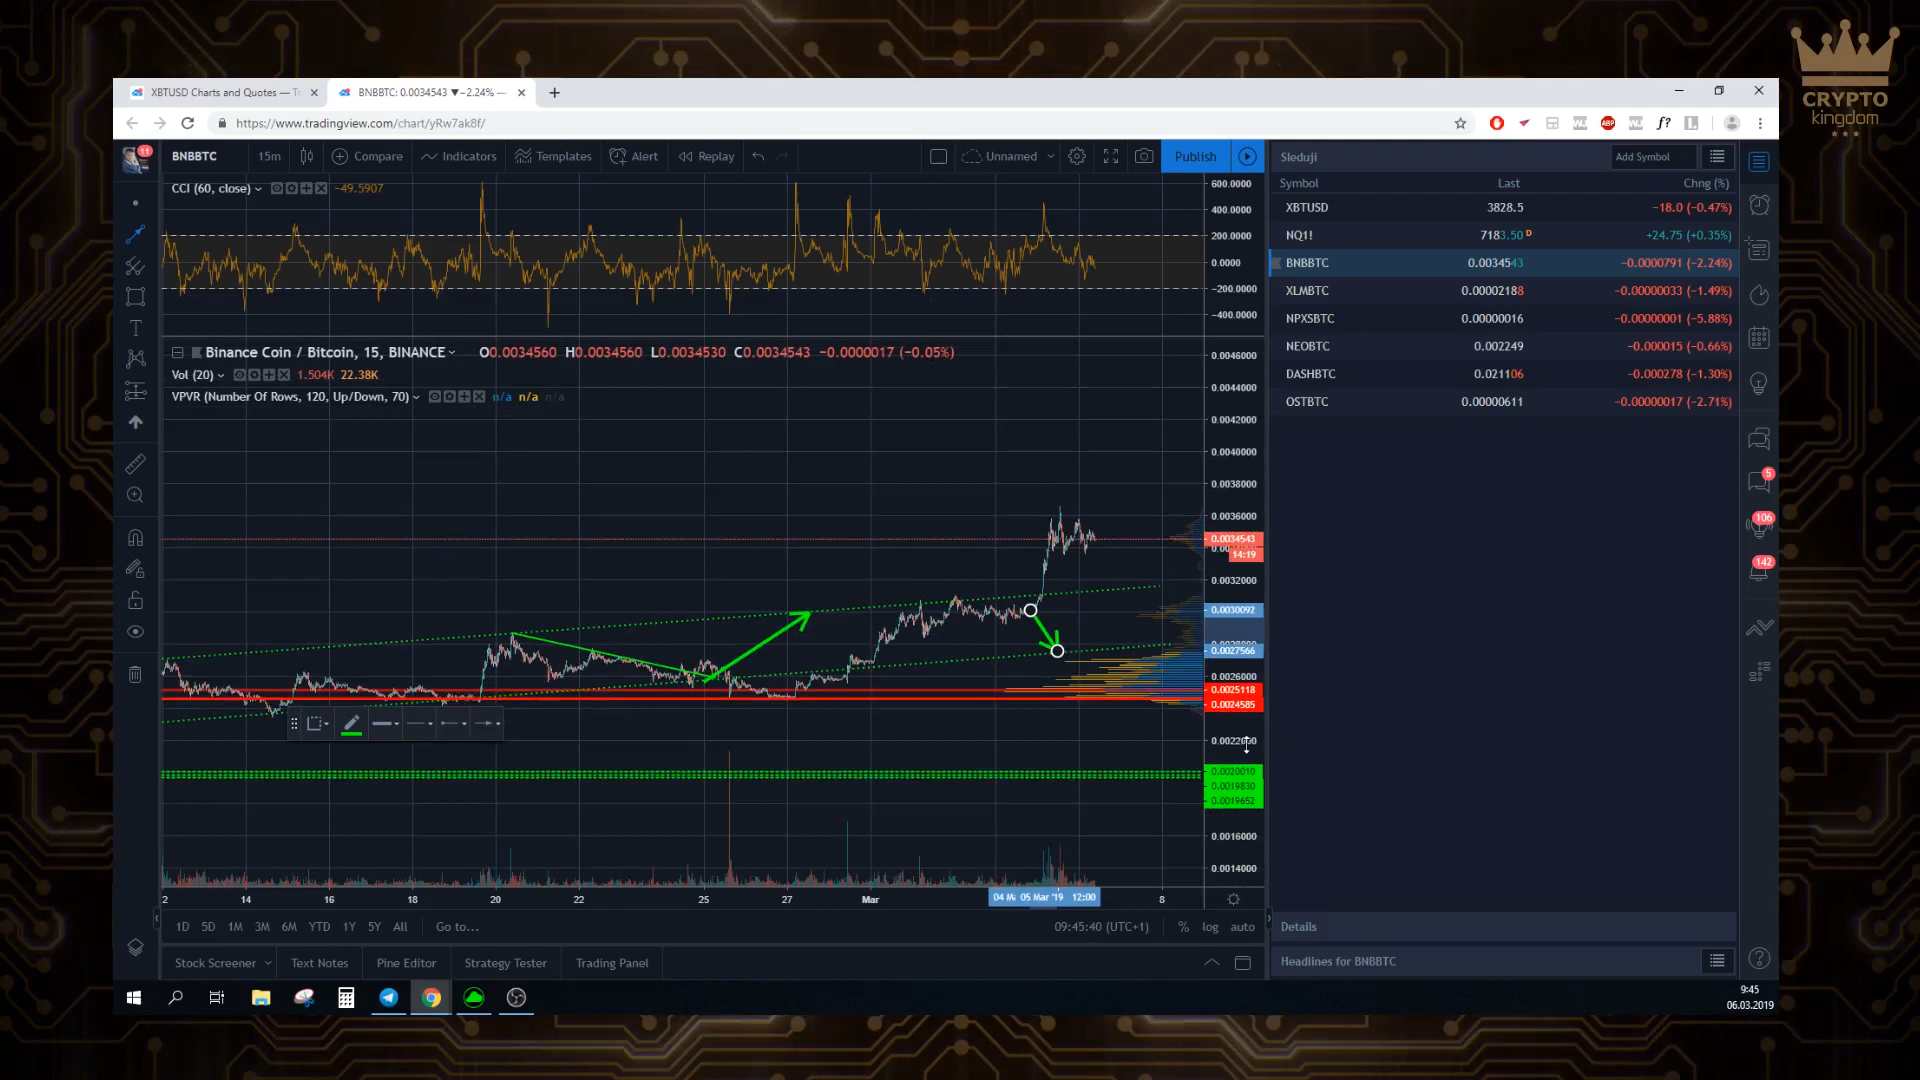 CRYPTO
kingdom
XBTUSD Charts and Quotes — Tr
BNBBTC: 0.0034543 ▼−2.24% —
https://www.tradingview.com/chart/yRw7ak8f/
ABP
f?
11
BNBBTC
15m
Compare
Indicators
Templates
Alert
Replay
Unnamed
Publish
Sleduji
Add Symbol
Symbol Last Chng (%)
XBTUSD 3828.5 −18.0 (−0.47%)
NQ1! 7183.50 D +24.75 (+0.35%)
BNBBTC 0.0034543 −0.0000791 (−2.24%)
XLMBTC 0.00002188 −0.00000033 (−1.49%)
NPXSBTC 0.00000016 −0.00000001 (−5.88%)
NEOBTC 0.002249 −0.000015 (−0.66%)
DASHBTC 0.021106 −0.000278 (−1.30%)
OSTBTC 0.00000611 −0.00000017 (−2.71%)
CCI (60, close) −49.5907
600.0000
400.0000
200.0000
0.0000
−200.0000
−400.0000
Binance Coin / Bitcoin, 15, BINANCE O0.0034560 H0.0034560 L0.0034530 C0.0034543 −0.0000017 (−0.05%)
Vol (20) 1.504K 22.38K
VPVR (Number Of Rows, 120, Up/Down, 70) n/a n/a n/a
0.0046000
0.0044000
0.0042000
0.0040000
0.0038000
0.0036000
0.0034543
14:19
0.0032000
0.0030092
0.0027566
0.0026000
0.0025118
0.0024585
0.0022000
0.0020010
0.0019830
0.0019652
0.0016000
0.0014000
5
106
142
2 14 16 18 20 22 25 27 Mar 04 Ma 05 Mar '19 12:00 8
1D 5D 1M 3M 6M YTD 1Y 5Y All Go to...
09:45:40 (UTC+1) % log auto
Details
Stock Screener
Text Notes
Pine Editor
Strategy Tester
Trading Panel
Headlines for BNBBTC
9:45
06.03.2019